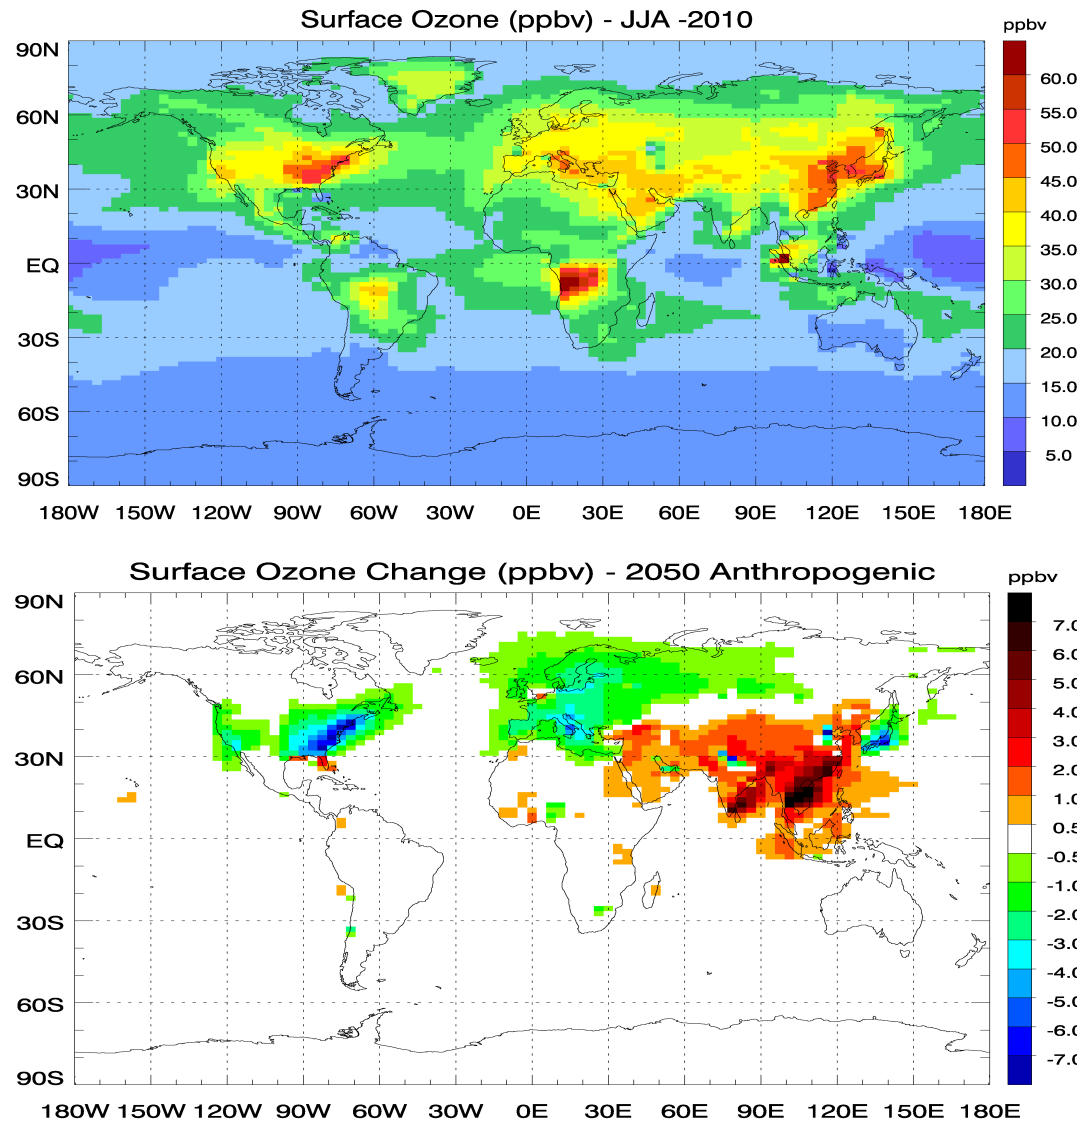 Surface Ozone (ppbv) - JJA -2010
ppbv
90N
60N
30N
EQ
30S
60S
90S
60.0
55.0
50.0
45.0
40.0
35.0
30.0
25.0
20.0
15.0
10.0
5.0
180W 150W 120W 90W 60W 30W 0E 30E 60E 90E 120E 150E 180E
Surface Ozone Change (ppbv) - 2050 Anthropogenic
ppbv
90N
60N
30N
EQ
30S
60S
90S
7.0
6.0
5.0
4.0
3.0
2.0
1.0
0.5
-0.5
-1.0
-2.0
-3.0
-4.0
-5.0
-6.0
-7.0
180W 150W 120W 90W 60W 30W 0E 30E 60E 90E 120E 150E 180E